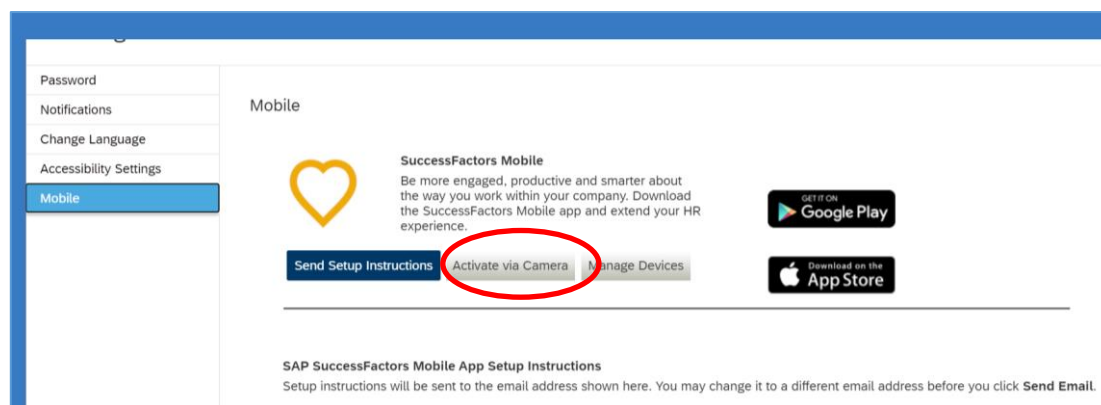 Password
Notifications
Change Language
Accessibility Settings
Mobile
Mobile
SuccessFactors Mobile
Be more engaged, productive and smarter about
the way you work within your company. Download
the SuccessFactors Mobile app and extend your HR
experience.
GET IT ON
Google Play
Send Setup Instructions
Activate via Camera
Manage Devices
Download on the
App Store
SAP SuccessFactors Mobile App Setup Instructions
Setup instructions will be sent to the email address shown here. You may change it to a different email address before you click Send Email.